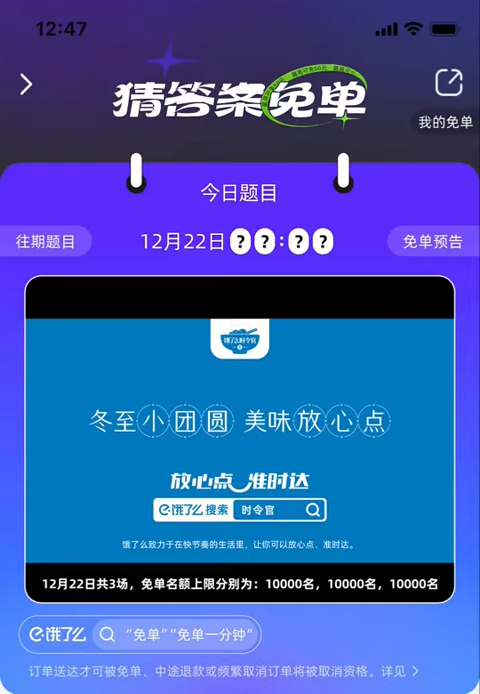 12:47
猜答案免单
我的免单
今日题目
往期题目
12月22日??:??
免单预告
饿了么时令官
冬至小团圆 美味放心点
放心点 准时达
饿了么 搜索 时令官
饿了么致力于在快节奏的生活里，让你可以放心点、准时达。
12月22日共3场，免单名额上限分别为：10000名，10000名，10000名
饿了么 “免单”“免单一分钟”
订单送达才可被免单、中途退款或频繁取消订单将被取消资格。详见